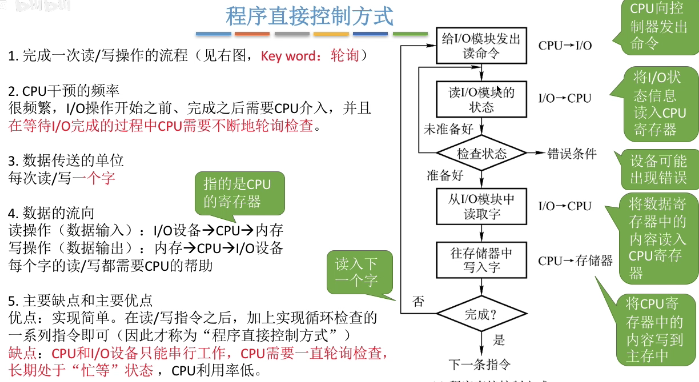 程序直接控制方式
1. 完成一次读/写操作的流程（见右图，Key word：轮询）
2. CPU干预的频率
很频繁，I/O操作开始之前、完成之后需要CPU介入，并且
在等待I/O完成的过程中CPU需要不断地轮询检查。
3. 数据传送的单位
每次读/写一个字
指的是CPU
的寄存器
4. 数据的流向
读操作（数据输入）：I/O设备→CPU→内存
写操作（数据输出）：内存→CPU→I/O设备
每个字的读/写都需要CPU的帮助
5. 主要缺点和主要优点
优点：实现简单。在读/写指令之后，加上实现循环检查的
一系列指令即可（因此才称为“程序直接控制方式”）
缺点：CPU和I/O设备只能串行工作，CPU需要一直轮询检查，
长期处于“忙等”状态，CPU利用率低。
给I/O模块发出
读命令
CPU→I/O
CPU向控
制器发出
命令
读I/O模块的
状态
I/O→CPU
将I/O状
态信息
读入CPU
寄存器
未准备好
检查状态
错误条件
设备可能
出现错误
准备好
从I/O模块中
读取字
I/O→CPU
将数据寄
存器中的
内容读入
CPU寄存
器
往存储器中
写入字
CPU→存储器
将CPU寄
存器中的
内容写到
主存中
读入下
一个字
否
完成?
是
下一条指令